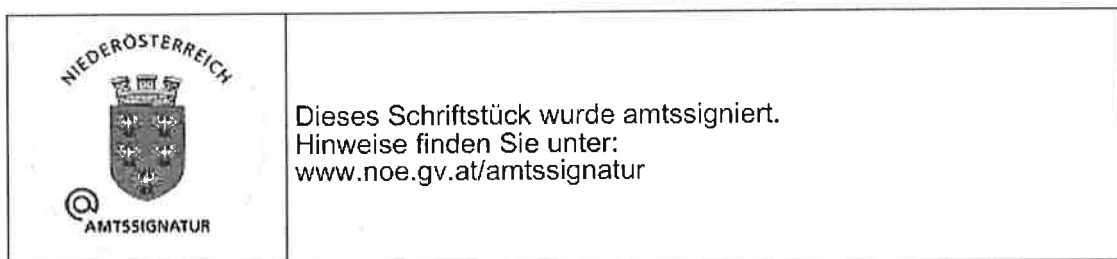 NIEDERÖSTERREICH
@
AMTSSIGNATUR
Dieses Schriftstück wurde amtssigniert.
Hinweise finden Sie unter:
www.noe.gv.at/amtssignatur